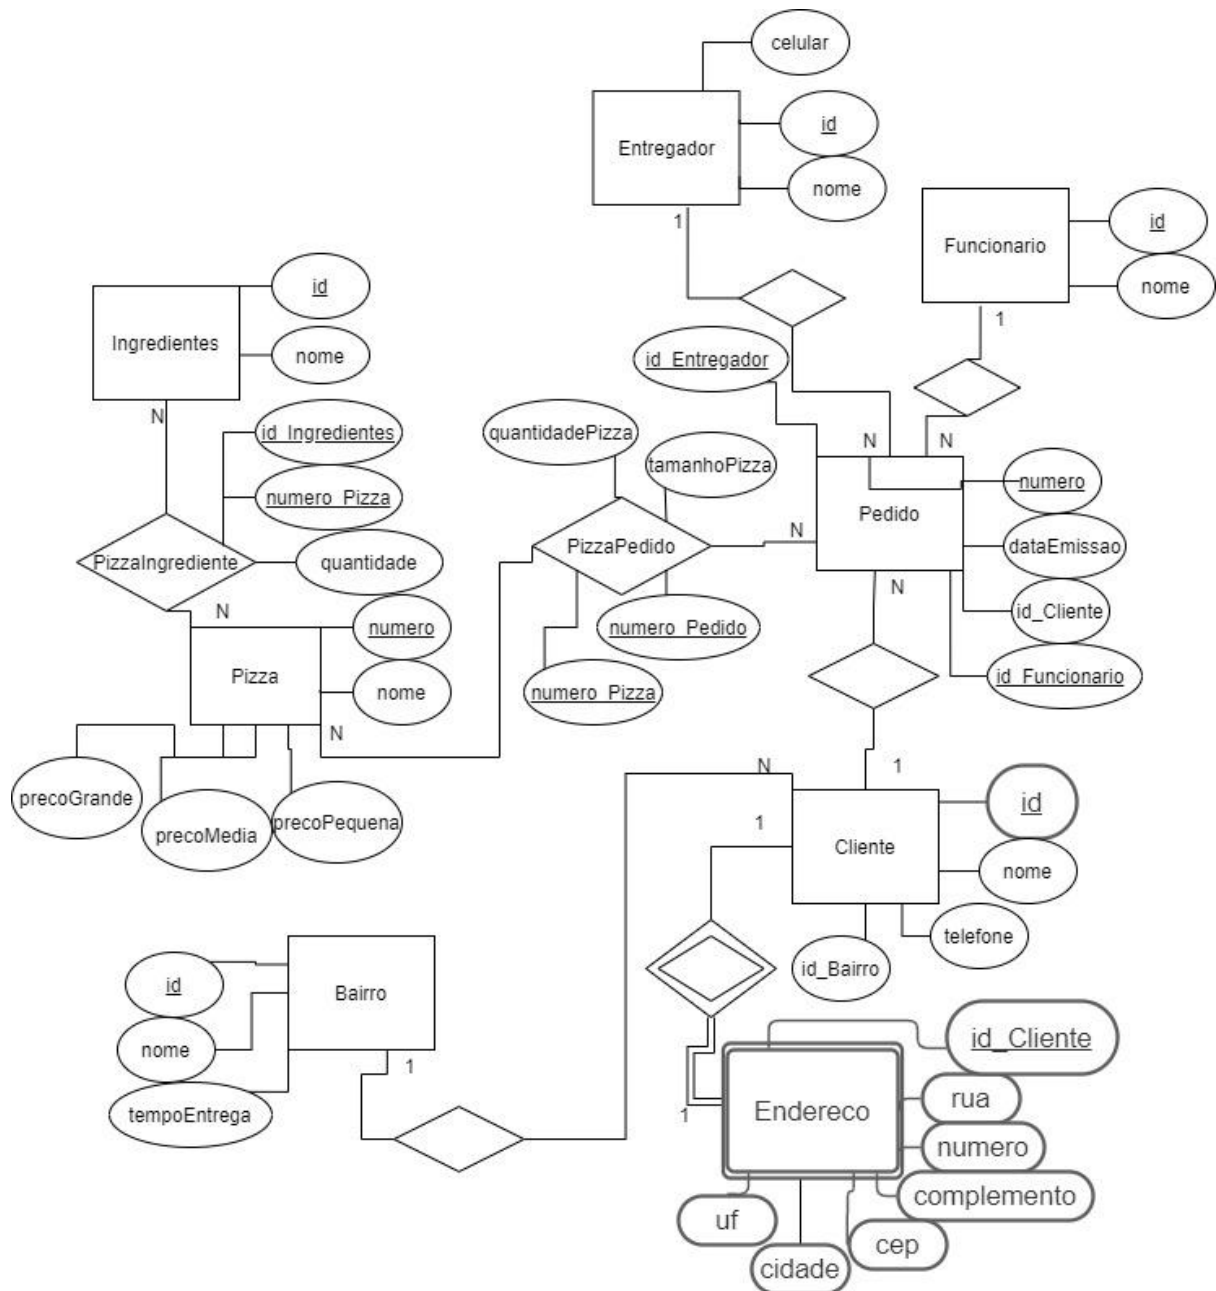 celular
Entregador
id
nome
1
Funcionario
id
nome
1
Ingredientes
id
nome
N
id_Entregador
id_Ingredientes
numero_Pizza
quantidadePizza
tamanhoPizza
N
N
numero
Pedido
N
PizzaPedido
dataEmissao
PizzaIngrediente
quantidade
N
N
id_Cliente
numero
numero_Pedido
Pizza
nome
numero_Pizza
id_Funcionario
N
precoGrande
precoMedia
precoPequena
N
1
id
1
Cliente
nome
telefone
id_Bairro
id
Bairro
nome
1
tempoEntrega
id_Cliente
Endereco
rua
1
numero
complemento
uf
cep
cidade